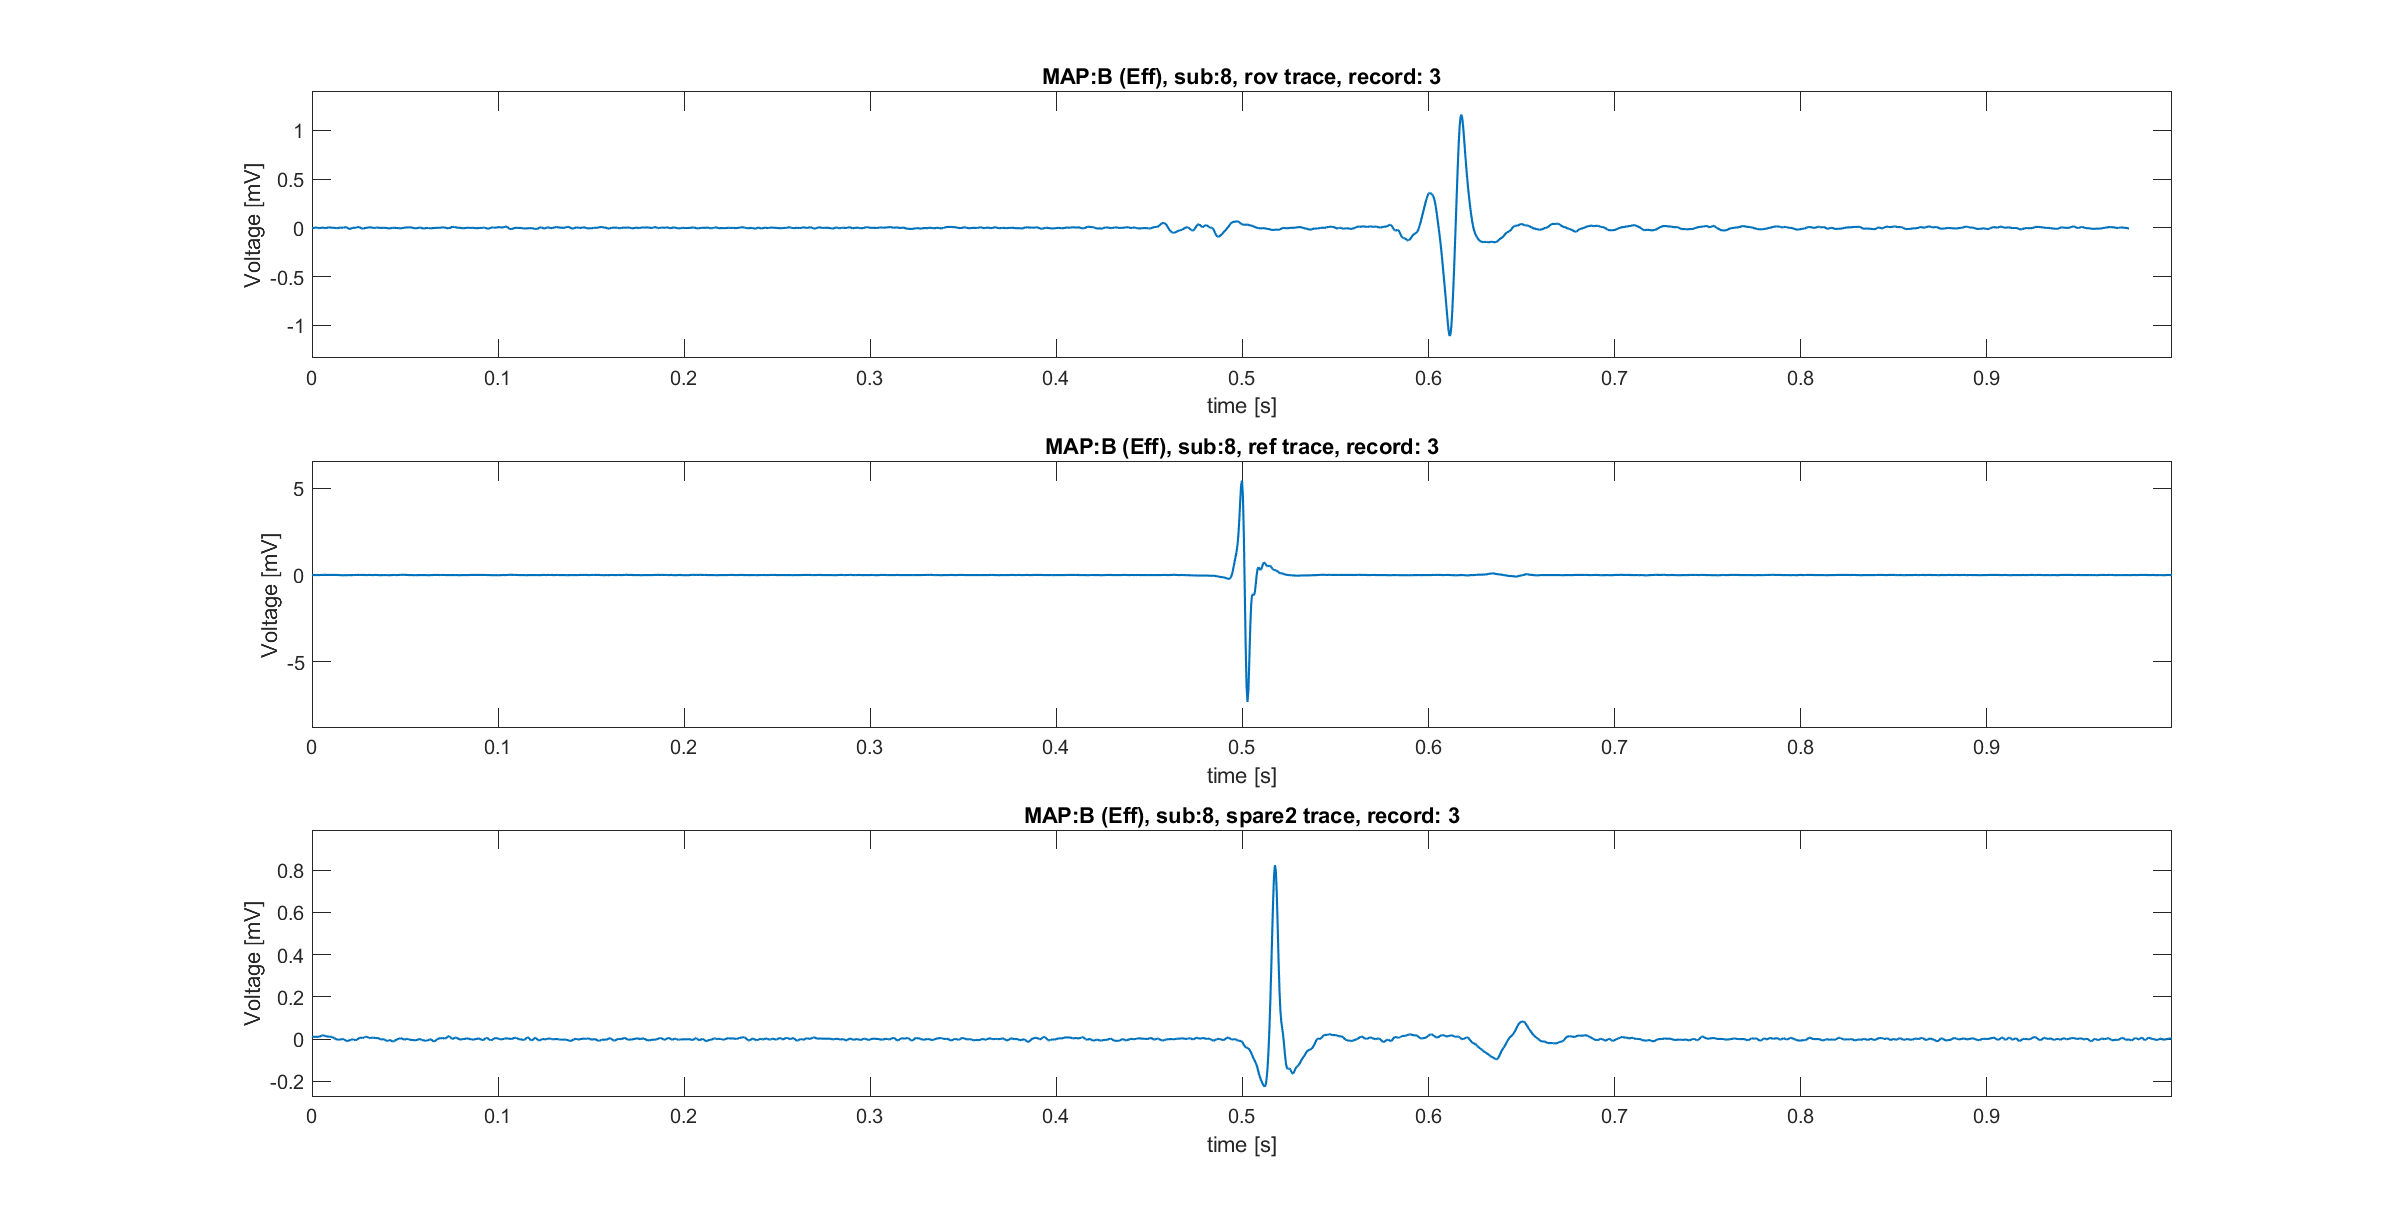 MAP:B (Eff), sub:8, rov trace, record: 3
Voltage [mV]
1
0.5
0
-0.5
-1
0 0.1 0.2 0.3 0.4 0.5 0.6 0.7 0.8 0.9
time [s]
MAP:B (Eff), sub:8, ref trace, record: 3
Voltage [mV]
5
0
-5
0 0.1 0.2 0.3 0.4 0.5 0.6 0.7 0.8 0.9
time [s]
MAP:B (Eff), sub:8, spare2 trace, record: 3
Voltage [mV]
0.8
0.6
0.4
0.2
0
-0.2
0 0.1 0.2 0.3 0.4 0.5 0.6 0.7 0.8 0.9
time [s]